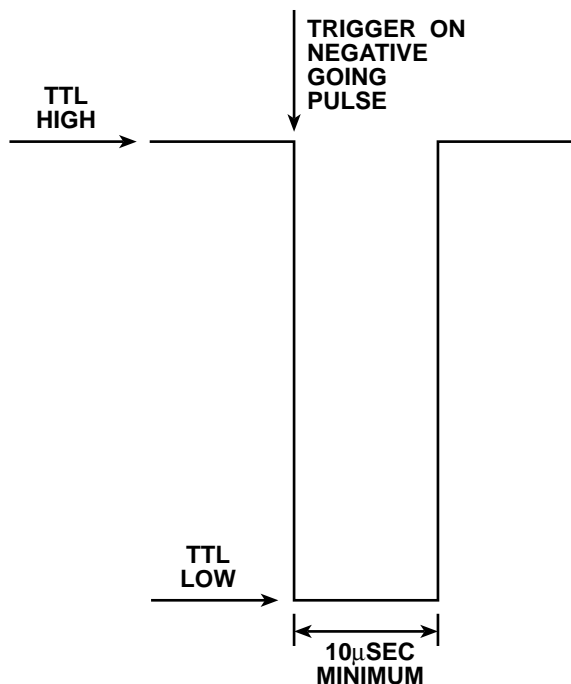 TRIGGER ON
NEGATIVE
GOING
PULSE
TTL
HIGH
TTL
LOW
10μSEC
MINIMUM